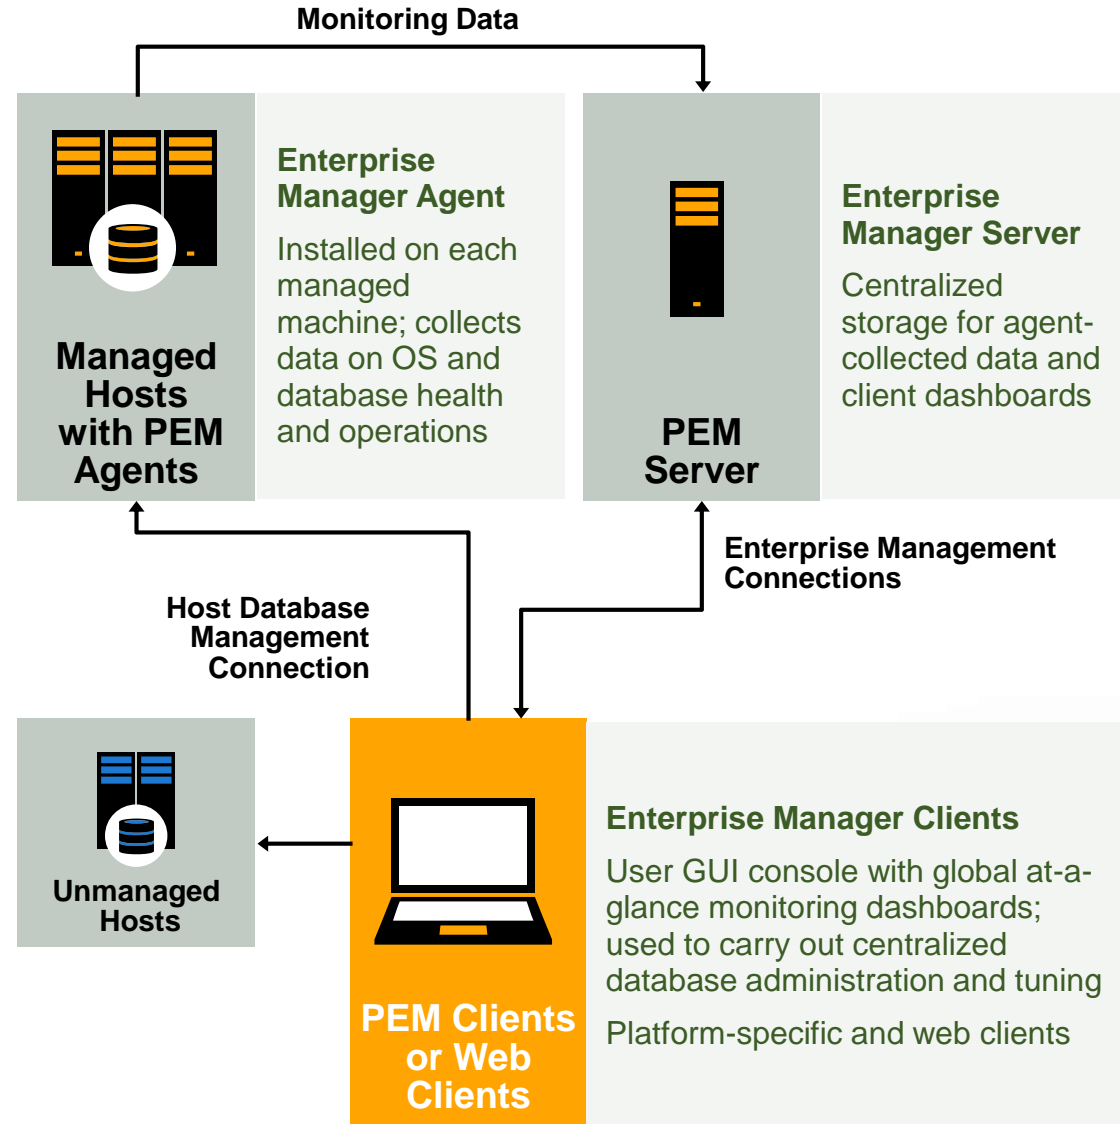 Monitoring Data
Managed
Hosts
with PEM
Agents
Enterprise
Manager Agent
Installed on each
managed
machine; collects
data on OS and
database health
and operations
PEM
Server
Enterprise
Manager Server
Centralized
storage for agent-
collected data and
client dashboards
Host Database
Management
Connection
Enterprise Management
Connections
Unmanaged
Hosts
PEM Clients
or Web
Clients
Enterprise Manager Clients
User GUI console with global at-a-
glance monitoring dashboards;
used to carry out centralized
database administration and tuning
Platform-specific and web clients